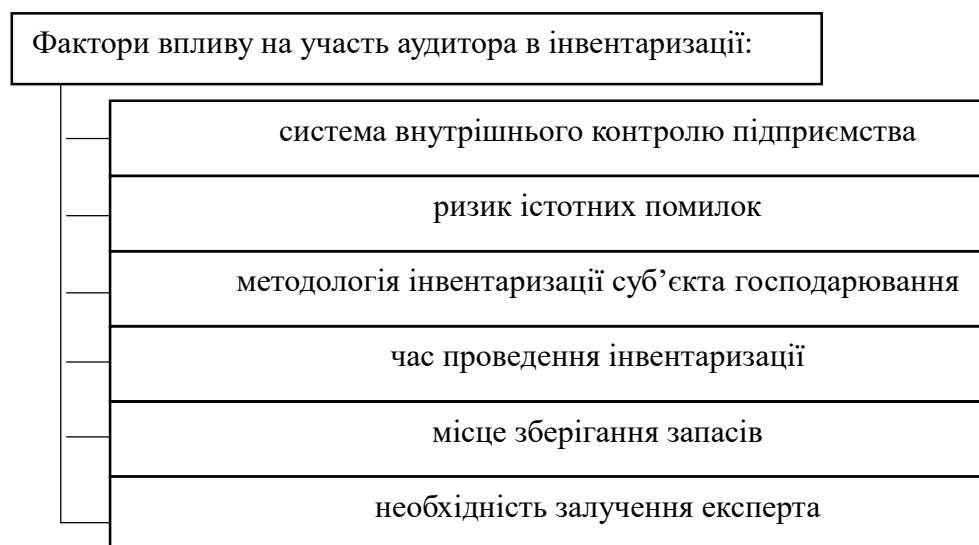 Фактори впливу на участь аудитора в інвентаризації:
система внутрішнього контролю підприємства
ризик істотних помилок
методологія інвентаризації суб’єкта господарювання
час проведення інвентаризації
місце зберігання запасів
необхідність залучення експерта